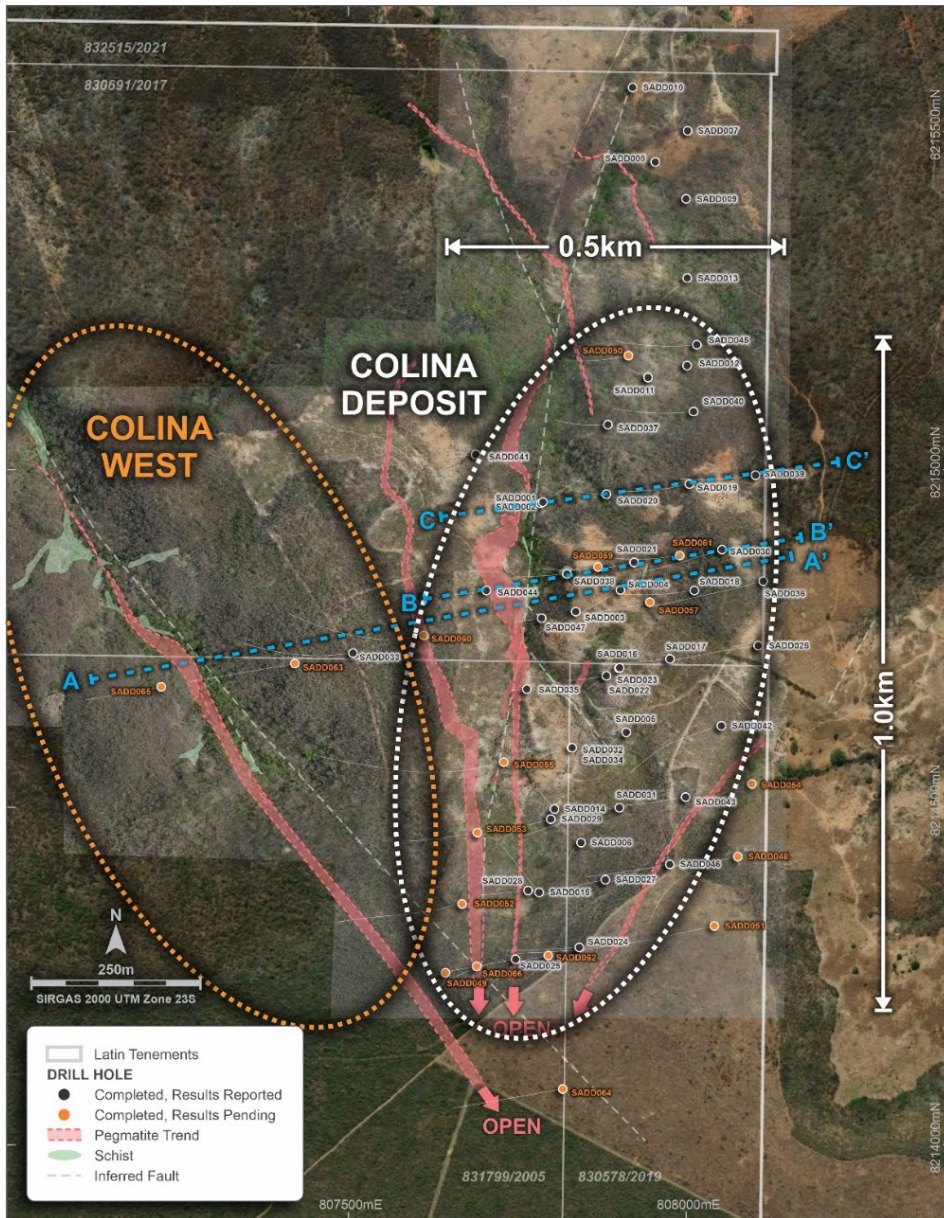 832515/2021
830691/2017
SADD010
SADD007
SADD008
SADD009
8215500mN
0.5km
SADD013
SADD045
SADD050
SADD012
SADD011
COLINA
DEPOSIT
SADD040
SADD037
COLINA
WEST
SADD041
C'
SADD039
8215000mN
SADD019
SADD001
SADD002
SADD020
C
B'
SADD061
SADD030
A'
SADD059
SADD021
SADD038
SADD004
SADD018
SADD036
B
SADD044
SADD057
SADD003
SADD047
SADD060
SADD026
SADD033
SADD017
SADD063
SADD016
A
SADD065
SADD023
SADD022
SADD035
1.0km
SADD005
SADD042
SADD032
SADD034
SADD055
SADD054
8214500mN
SADD031
SADD043
SADD014
SADD029
SADD053
SADD006
SADD048
SADD046
SADD028
SADD015
SADD027
SADD052
N
SADD051
SADD024
SADD062
SADD025
SADD066
SADD049
250m
SIRGAS 2000 UTM Zone 23S
OPEN
Latin Tenements
DRILL HOLE
Completed, Results Reported
Completed, Results Pending
Pegmatite Trend
Schist
Inferred Fault
SADD064
OPEN
8214000mN
831799/2005
830578/2019
807500mE
808000mE